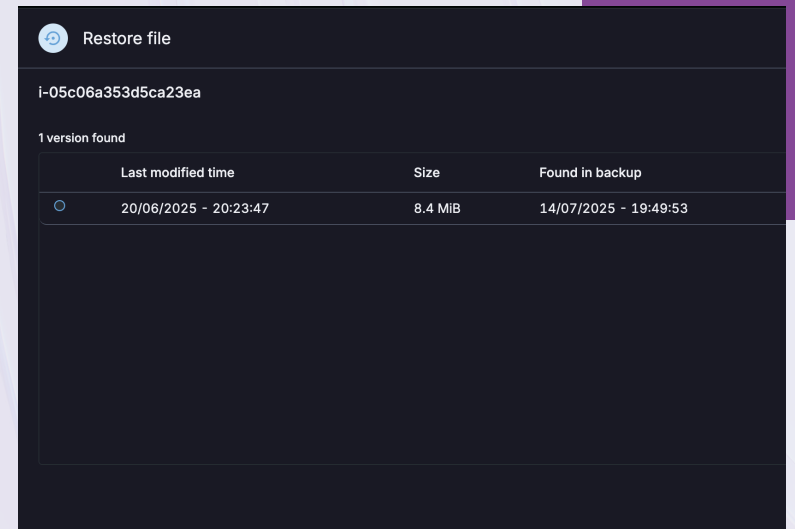 Restore file
i-05c06a353d5ca23ea
1 version found
Last modified time Size Found in backup
20/06/2025 - 20:23:47 8.4 MiB 14/07/2025 - 19:49:53